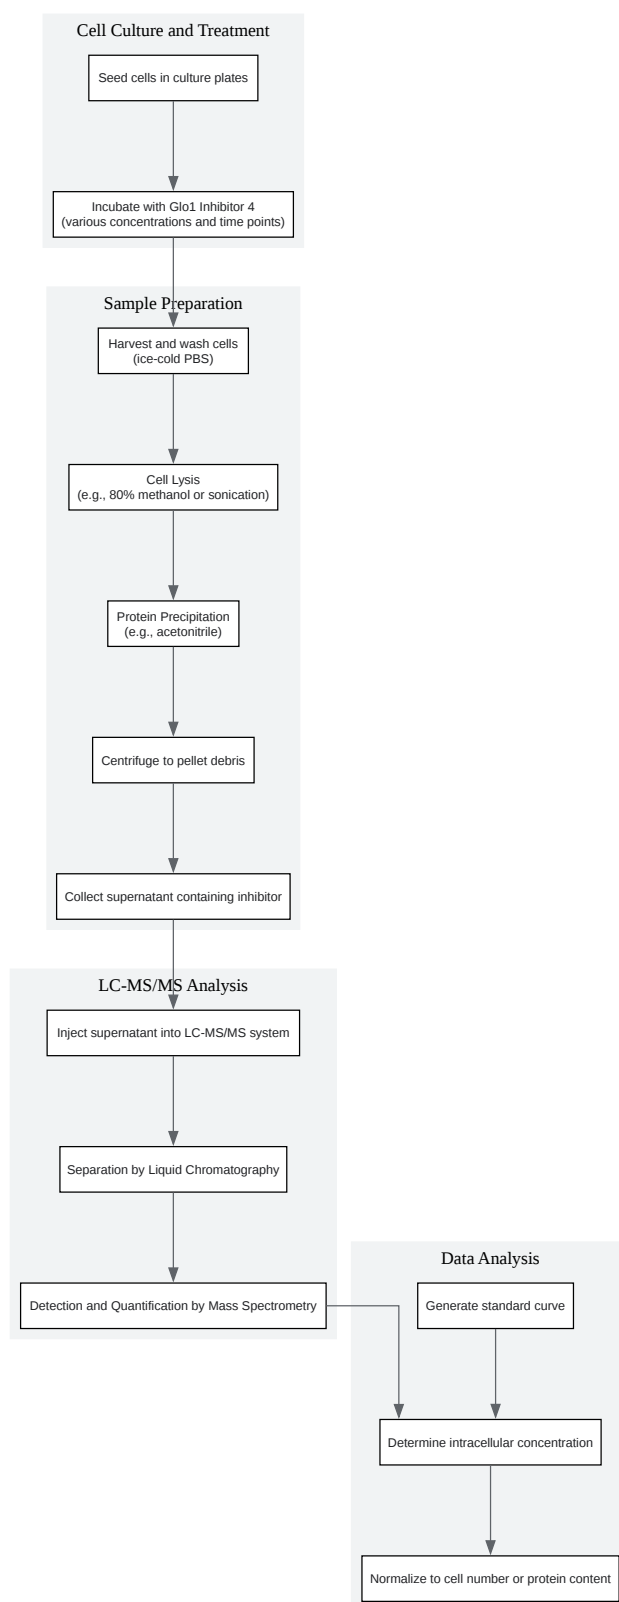 Cell Culture and Treatment
Seed cells in culture plates
Incubate with Glo1 Inhibitor 4
(various concentrations and time points)
Sample Preparation
Harvest and wash cells
(ice-cold PBS)
Cell Lysis
(e.g., 80% methanol or sonication)
Protein Precipitation
(e.g., acetonitrile)
Centrifuge to pellet debris
Collect supernatant containing inhibitor
LC-MS/MS Analysis
Inject supernatant into LC-MS/MS system
Separation by Liquid Chromatography
Detection and Quantification by Mass Spectrometry
Data Analysis
Generate standard curve
Determine intracellular concentration
Normalize to cell number or protein content